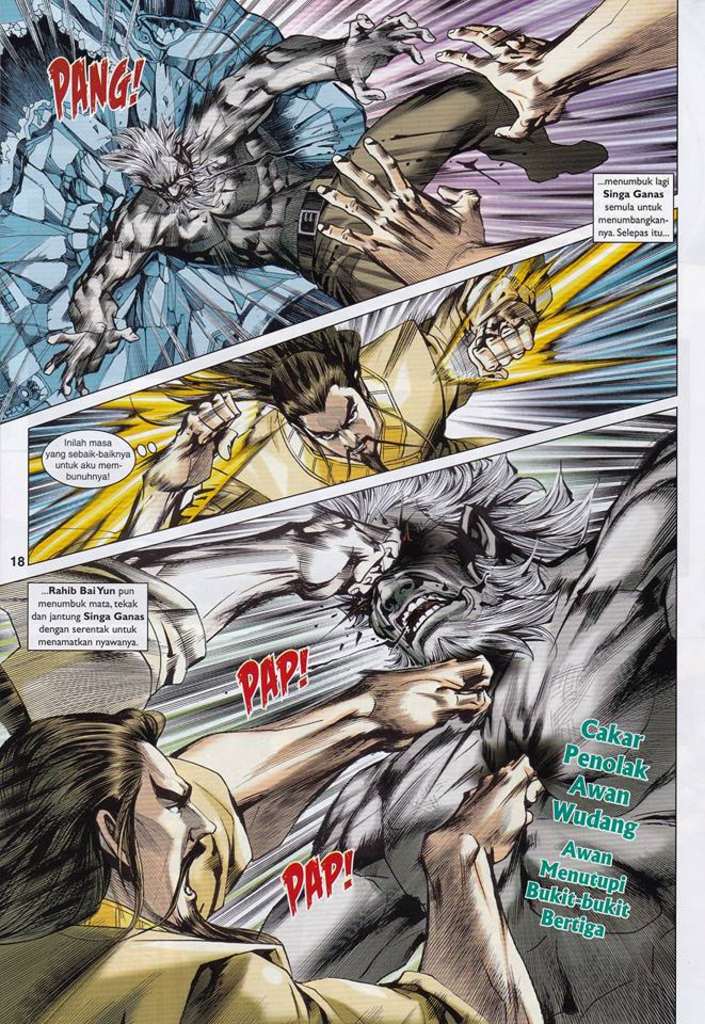 PANG!
...menumbuk lagi
Singa Ganas
semula untuk
menumbangkan-
nya. Selepas itu...
Inilah masa
yang sebaik-baiknya
untuk aku mem-
bunuhnya!
18
...Rahib Bai Yun pun
menumbuk mata, tekak
dan jantung Singa Ganas
dengan serentak untuk
menamatkan nyawanya.
PAP!
PAP!
Cakar
Penolak
Awan
Wudang
Awan
Menutupi
Bukit-bukit
Bertiga